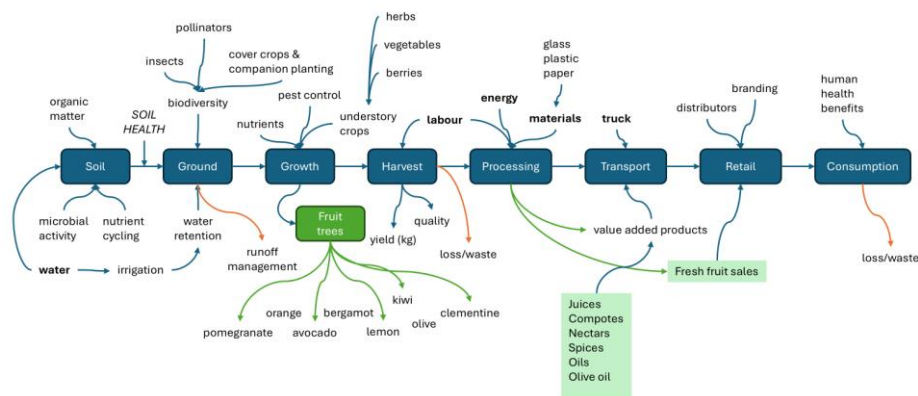 herbs
pollinators
vegetables
insects
cover crops &
companion planting
berries
glass
plastic
paper
branding
human
health
benefits
organic
matter
SOIL
HEALTH
biodiversity
pest control
nutrients
understory
crops
labour
energy
materials
truck
distributors
Soil
Ground
Growth
Harvest
Processing
Transport
Retail
Consumption
microbial
activity
nutrient
cycling
water
retention
Fruit
trees
yield (kg)
quality
runoff
management
loss/waste
value added products
loss/waste
water
irrigation
Fresh fruit sales
pomegranate
orange
avocado
bergamot
lemon
kiwi
olive
clementine
Juices
Compotes
Nectars
Spices
Oils
Olive oil